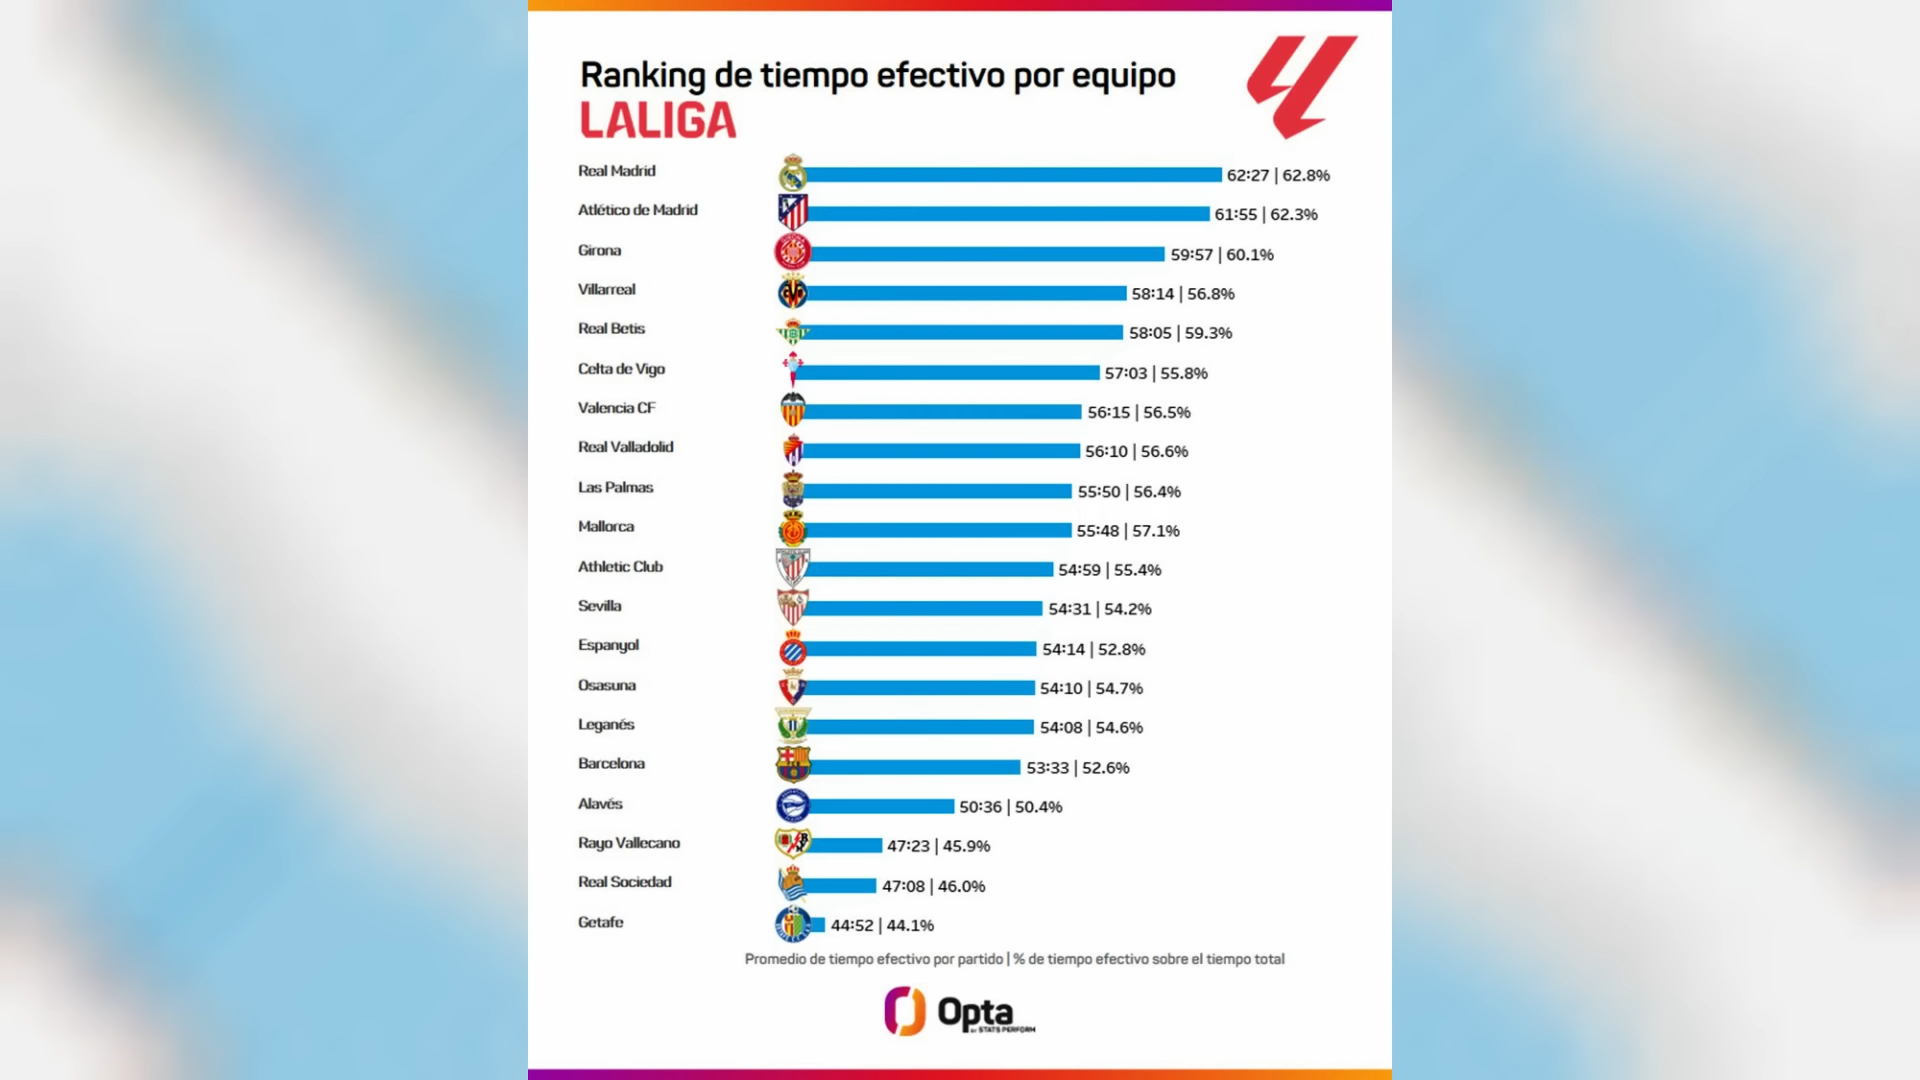 Ranking de tiempo efectivo por equipo
LALIGA
Real Madrid 62:27 | 62.8%
Atlético de Madrid 61:55 | 62.3%
Girona 59:57 | 60.1%
Villarreal 58:14 | 56.8%
Real Betis 58:05 | 59.3%
Celta de Vigo 57:03 | 55.8%
Valencia CF 56:15 | 56.5%
Real Valladolid 56:10 | 56.6%
Las Palmas 55:50 | 56.4%
Mallorca 55:48 | 57.1%
Athletic Club 54:59 | 55.4%
Sevilla 54:31 | 54.2%
Espanyol 54:14 | 52.8%
Osasuna 54:10 | 54.7%
Leganés 54:08 | 54.6%
Barcelona 53:33 | 52.6%
Alavés 50:36 | 50.4%
Rayo Vallecano 47:23 | 45.9%
Real Sociedad 47:08 | 46.0%
Getafe 44:52 | 44.1%
Promedio de tiempo efectivo por partido | % de tiempo efectivo sobre el tiempo total
Opta
BY STATS PERFORM